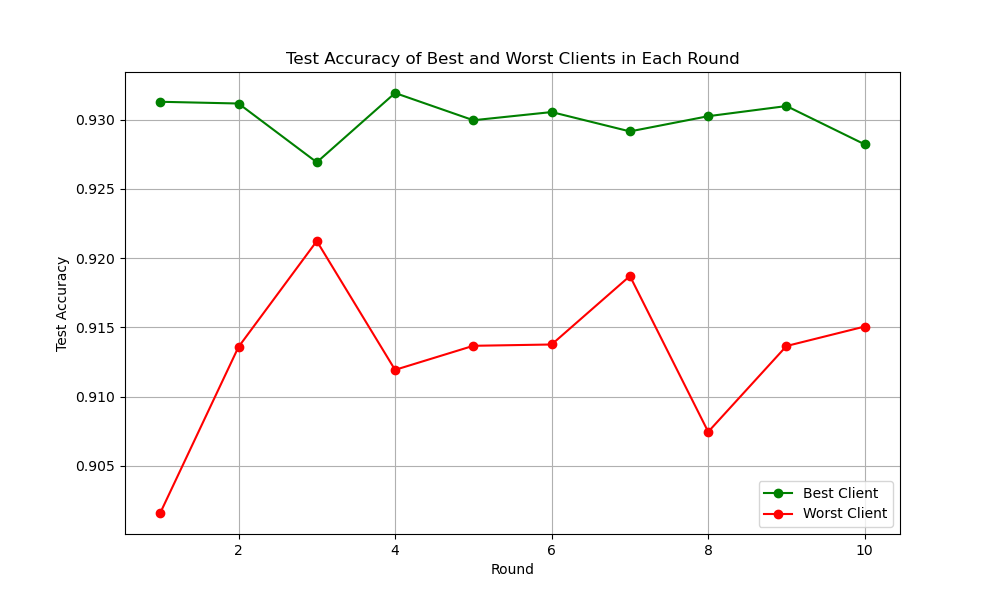 Test Accuracy of Best and Worst Clients in Each Round
Test Accuracy
0.930
0.925
0.920
0.915
0.910
0.905
2
4
6
8
10
Round
Best Client
Worst Client